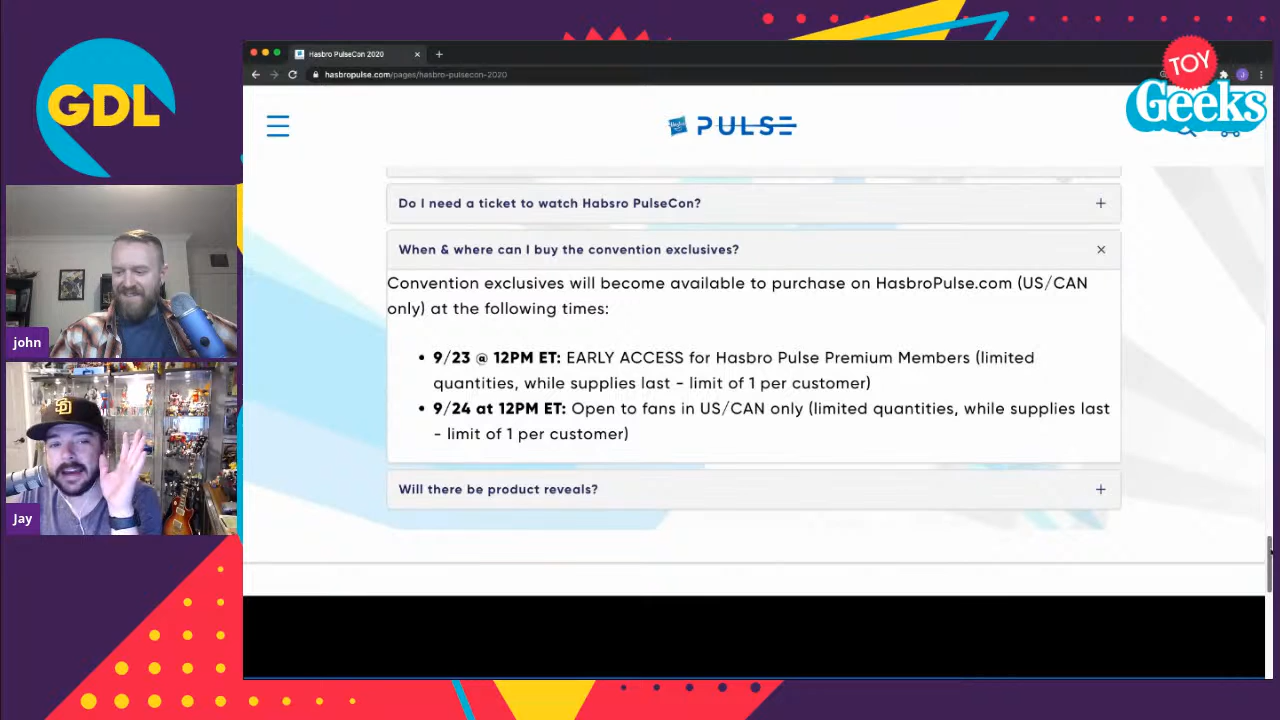 GDL
TOY
Geeks
Hasbro PulseCon 2020
hasbropulse.com/pages/hasbro-pulsecon-2020
J
Hasbro
PULSE
Do I need a ticket to watch Habsro PulseCon?
When & where can I buy the convention exclusives?
Convention exclusives will become available to purchase on HasbroPulse.com (US/CAN
only) at the following times:
• 9/23 @ 12PM ET: EARLY ACCESS for Hasbro Pulse Premium Members (limited
quantities, while supplies last - limit of 1 per customer)
• 9/24 at 12PM ET: Open to fans in US/CAN only (limited quantities, while supplies last
- limit of 1 per customer)
Will there be product reveals?
john
SD
Jay